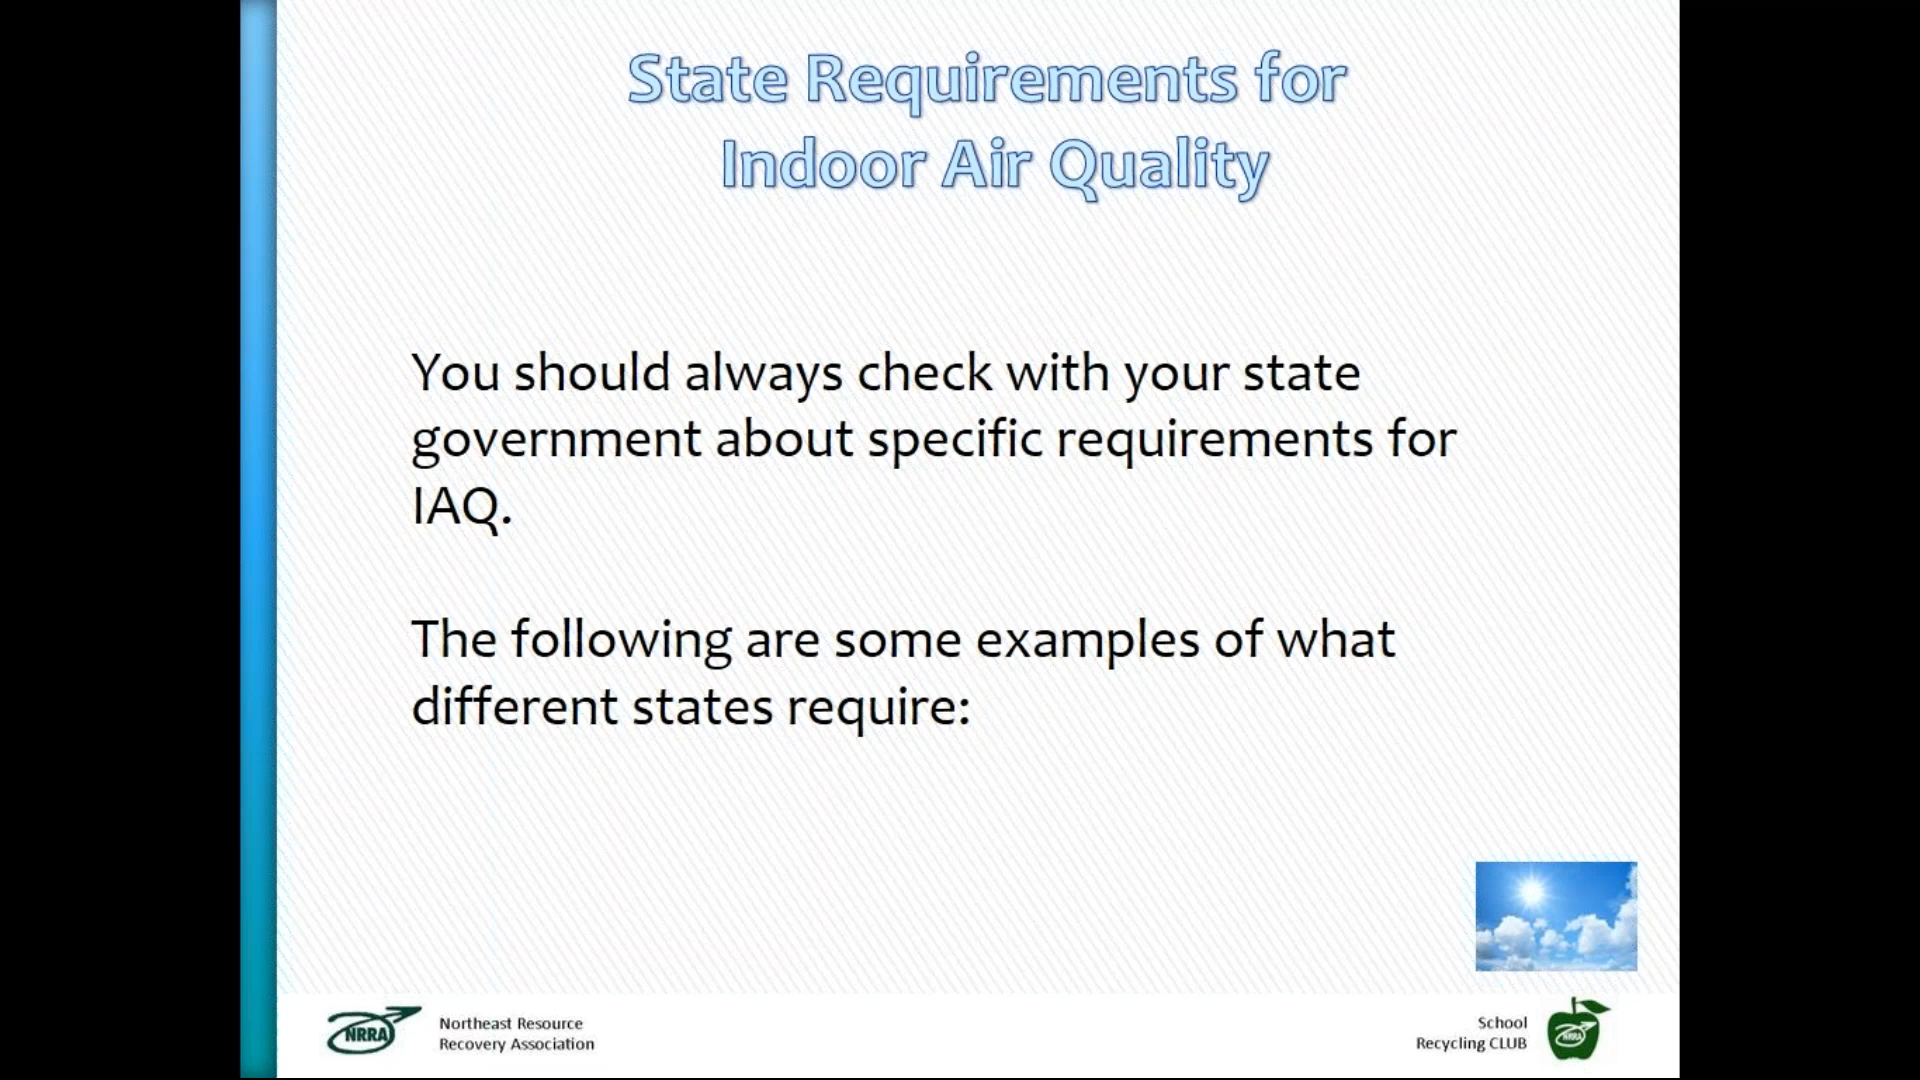 State Requirements for
Indoor Air Quality
You should always check with your state
government about specific requirements for
IAQ.
The following are some examples of what
different states require:
NRRA
Northeast Resource
Recovery Association
School
Recycling CLUB
NRRA